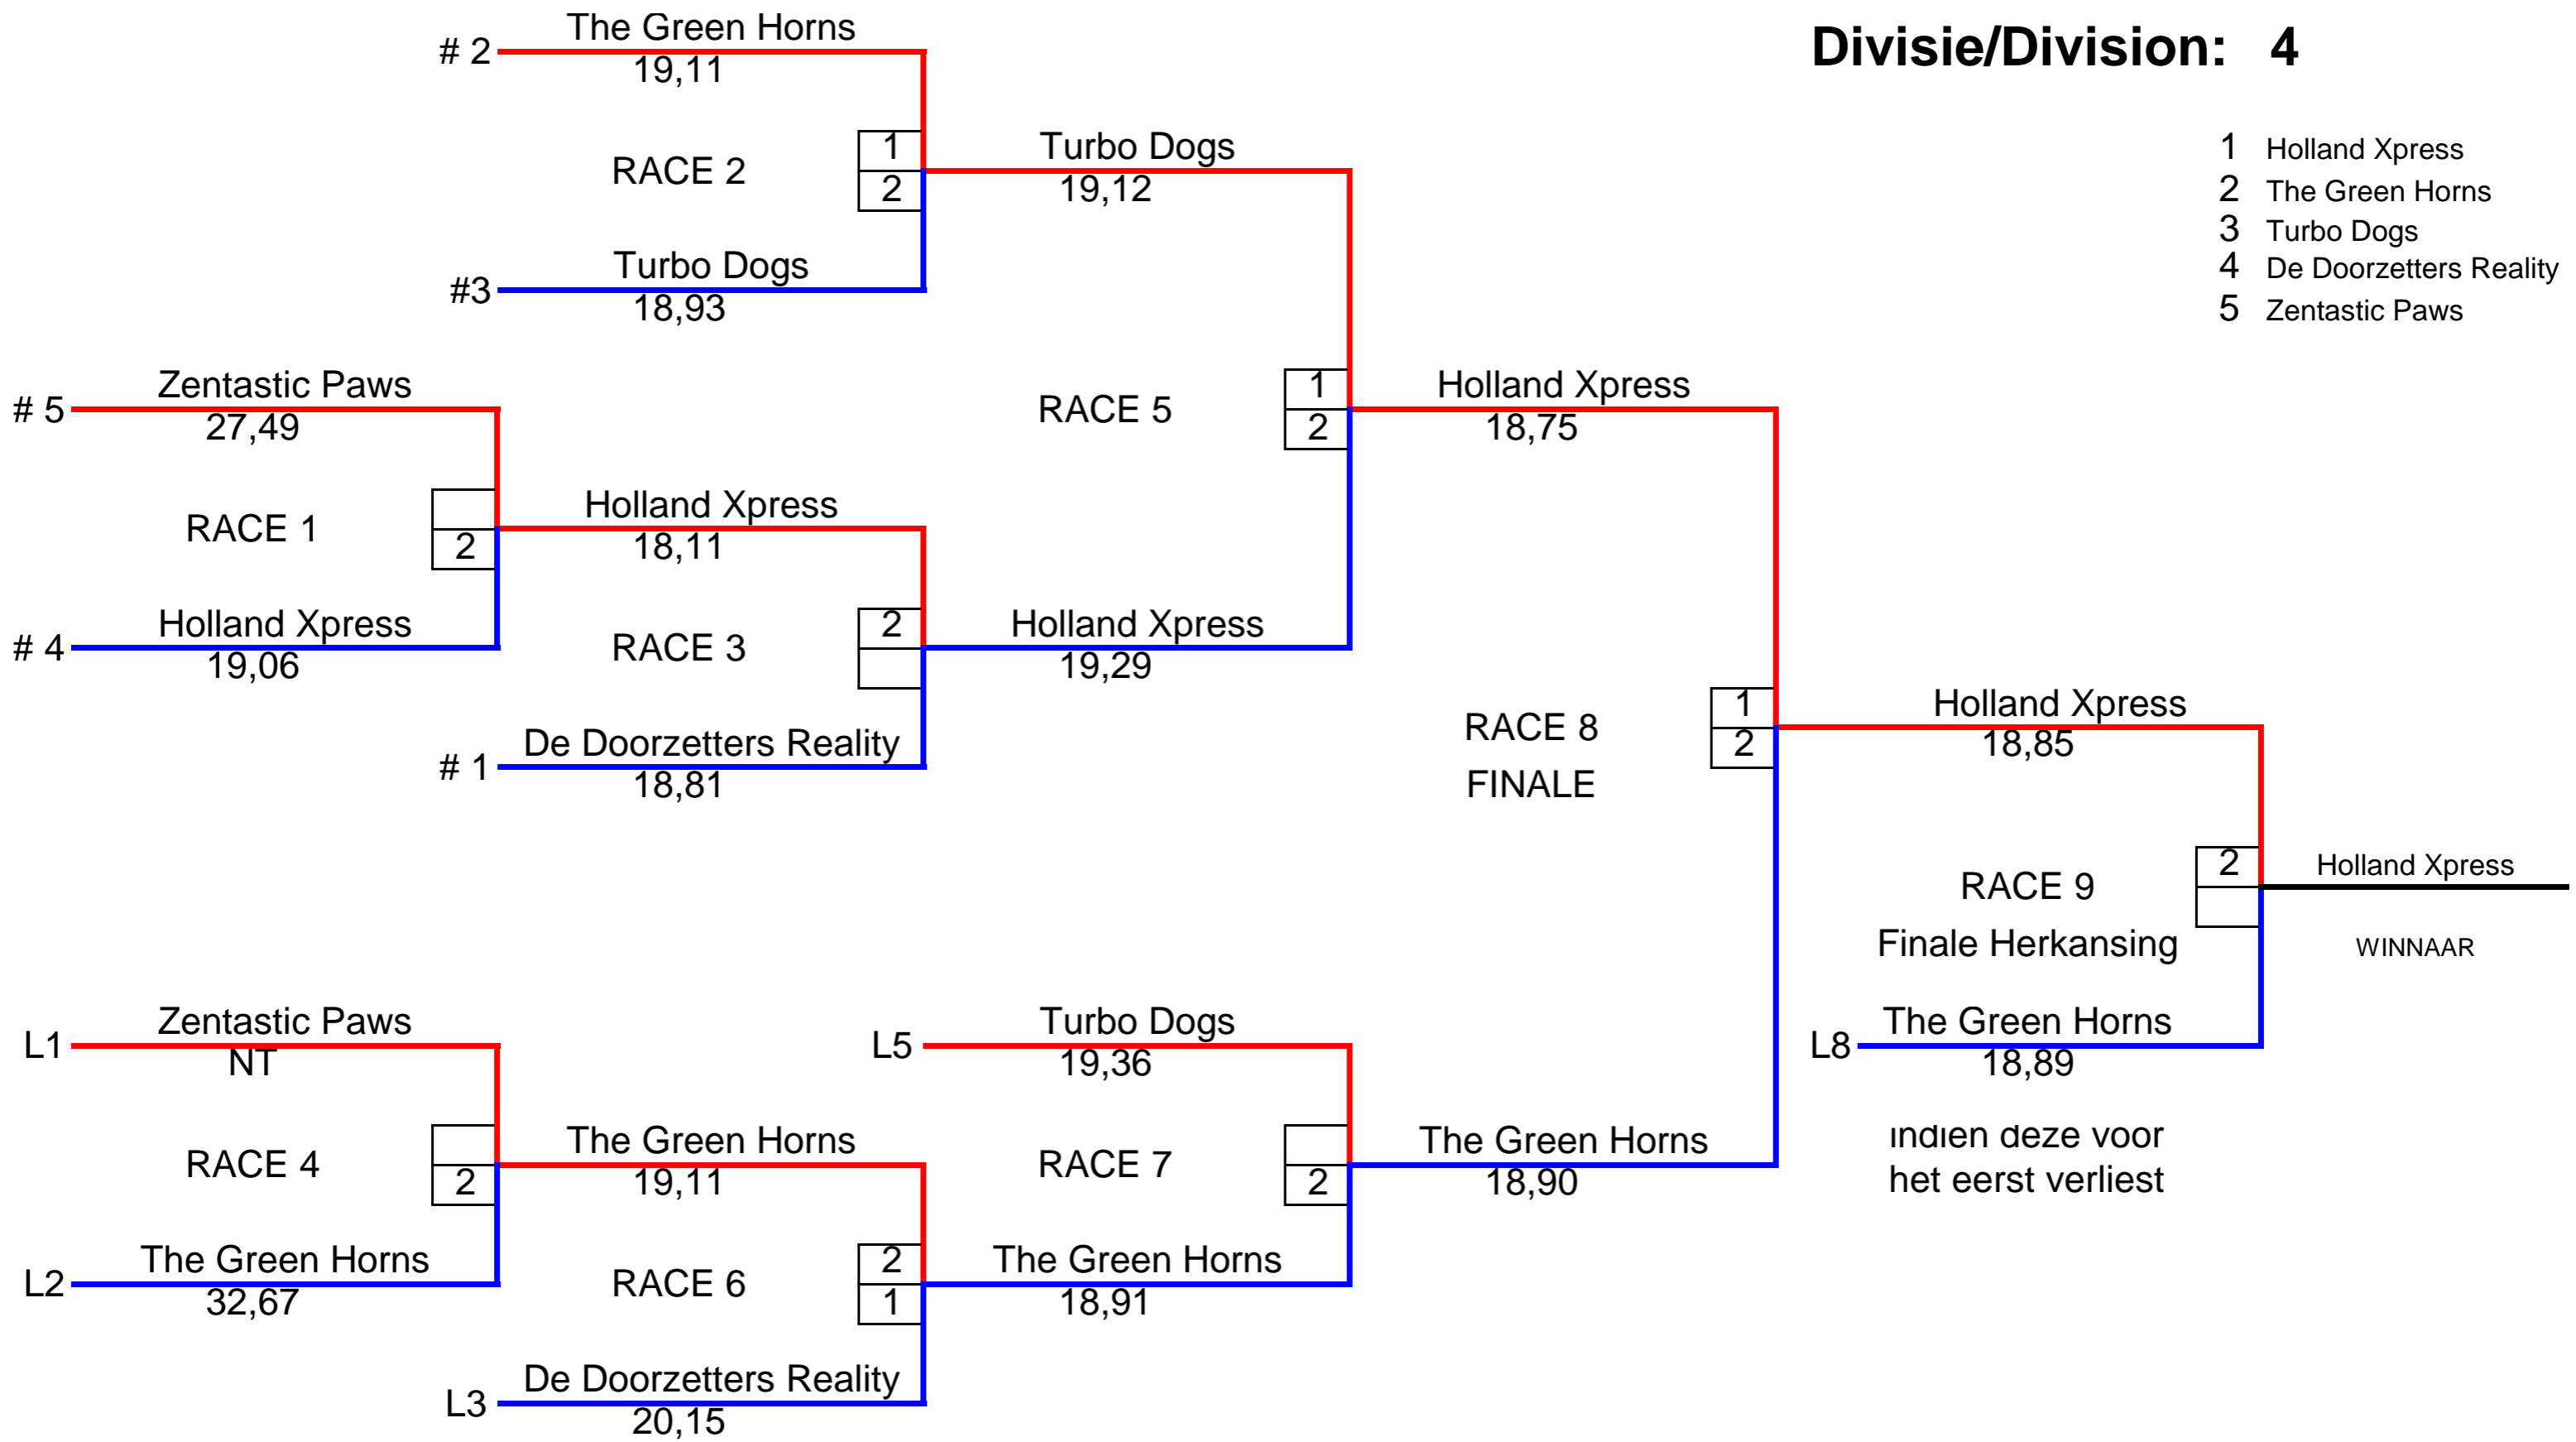 Divisie/Division: 4
1 Holland Xpress
2 The Green Horns
3 Turbo Dogs
4 De Doorzetters Reality
5 Zentastic Paws
# 2
The Green Horns
19,11
RACE 2
1
2
#3
Turbo Dogs
18,93
Turbo Dogs
19,12
# 5
Zentastic Paws
27,49
RACE 1
2
# 4
Holland Xpress
19,06
Holland Xpress
18,11
RACE 3
2
# 1
De Doorzetters Reality
18,81
RACE 5
1
2
Holland Xpress
19,29
Holland Xpress
18,75
RACE 8
FINALE
1
2
Holland Xpress
18,85
RACE 9
Finale Herkansing
2
Holland Xpress
WINNAAR
L8
The Green Horns
18,89
indien deze voor
het eerst verliest
L1
Zentastic Paws
NT
RACE 4
2
L2
The Green Horns
32,67
The Green Horns
19,11
RACE 6
2
1
L3
De Doorzetters Reality
20,15
L5
Turbo Dogs
19,36
RACE 7
2
The Green Horns
18,91
The Green Horns
18,90